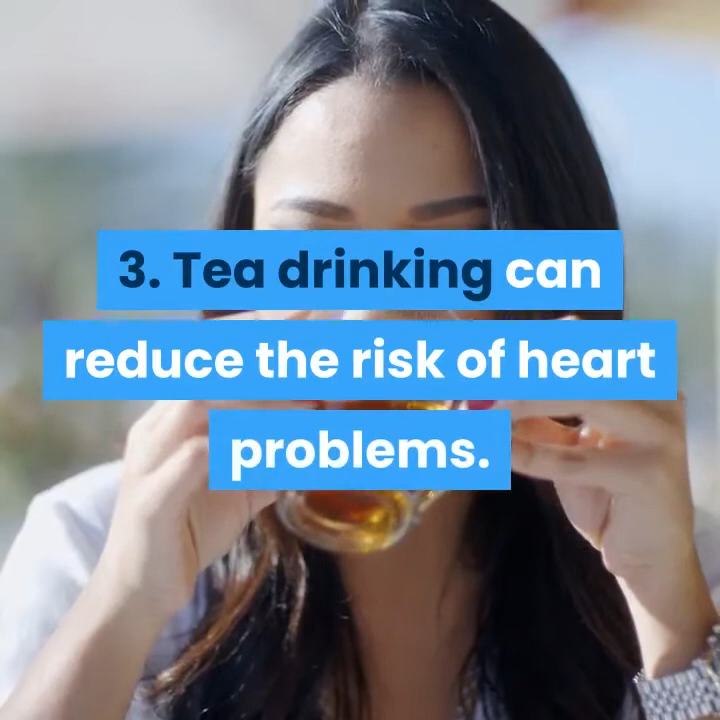 3. Tea drinking can
reduce the risk of heart
problems.